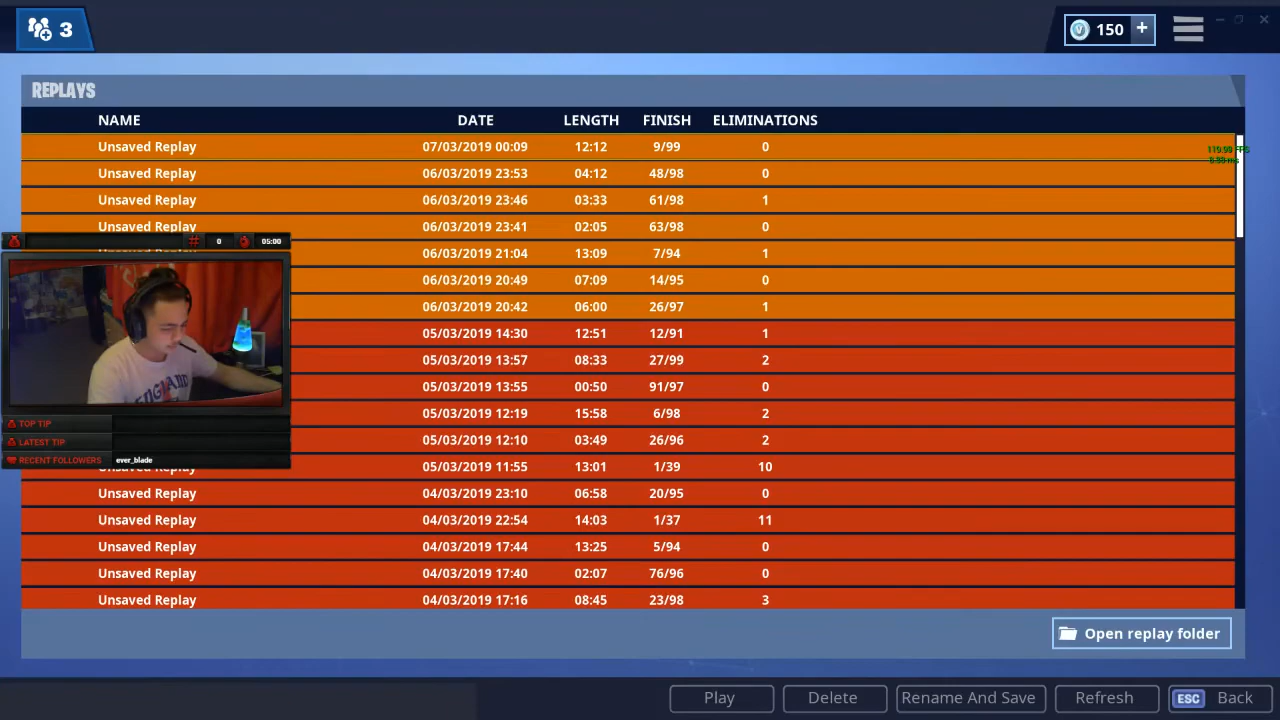 3
150 +
REPLAYS
NAME DATE LENGTH FINISH ELIMINATIONS
Unsaved Replay 07/03/2019 00:09 12:12 9/99 0
Unsaved Replay 06/03/2019 23:53 04:12 48/98 0
Unsaved Replay 06/03/2019 23:46 03:33 61/98 1
Unsaved Replay 06/03/2019 23:41 02:05 63/98 0
# 0 05:00
06/03/2019 21:04 13:09 7/94 1
06/03/2019 20:49 07:09 14/95 0
06/03/2019 20:42 06:00 26/97 1
05/03/2019 14:30 12:51 12/91 1
05/03/2019 13:57 08:33 27/99 2
05/03/2019 13:55 00:50 91/97 0
ENGLAND
05/03/2019 12:19 15:58 6/98 2
TOP TIP
05/03/2019 12:10 03:49 26/96 2
LATEST TIP
RECENT FOLLOWERS ever_blade
Unsaved Replay 05/03/2019 11:55 13:01 1/39 10
Unsaved Replay 04/03/2019 23:10 06:58 20/95 0
Unsaved Replay 04/03/2019 22:54 14:03 1/37 11
Unsaved Replay 04/03/2019 17:44 13:25 5/94 0
Unsaved Replay 04/03/2019 17:40 02:07 76/96 0
Unsaved Replay 04/03/2019 17:16 08:45 23/98 3
Open replay folder
Play Delete Rename And Save Refresh ESC Back